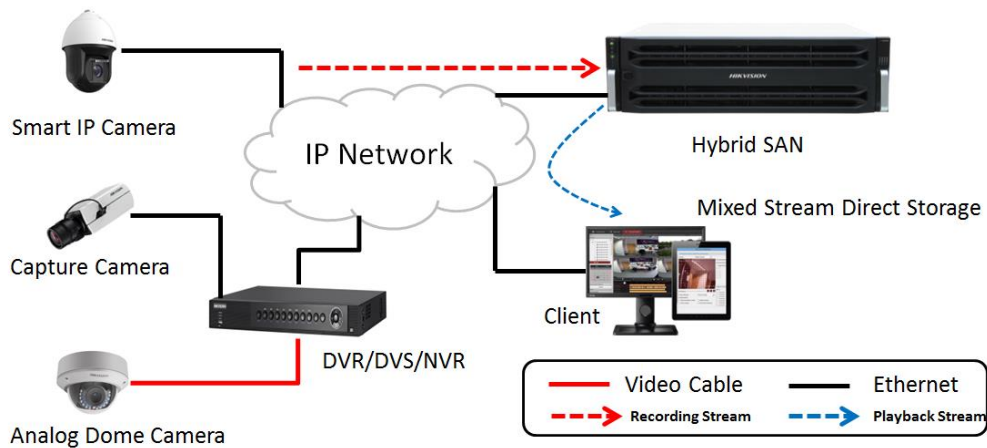 Smart IP Camera
IP Network
HIKVISION
Hybrid SAN
Mixed Stream Direct Storage
Capture Camera
Client
DVR/DVS/NVR
Analog Dome Camera
Video Cable
Ethernet
Recording Stream
Playback Stream